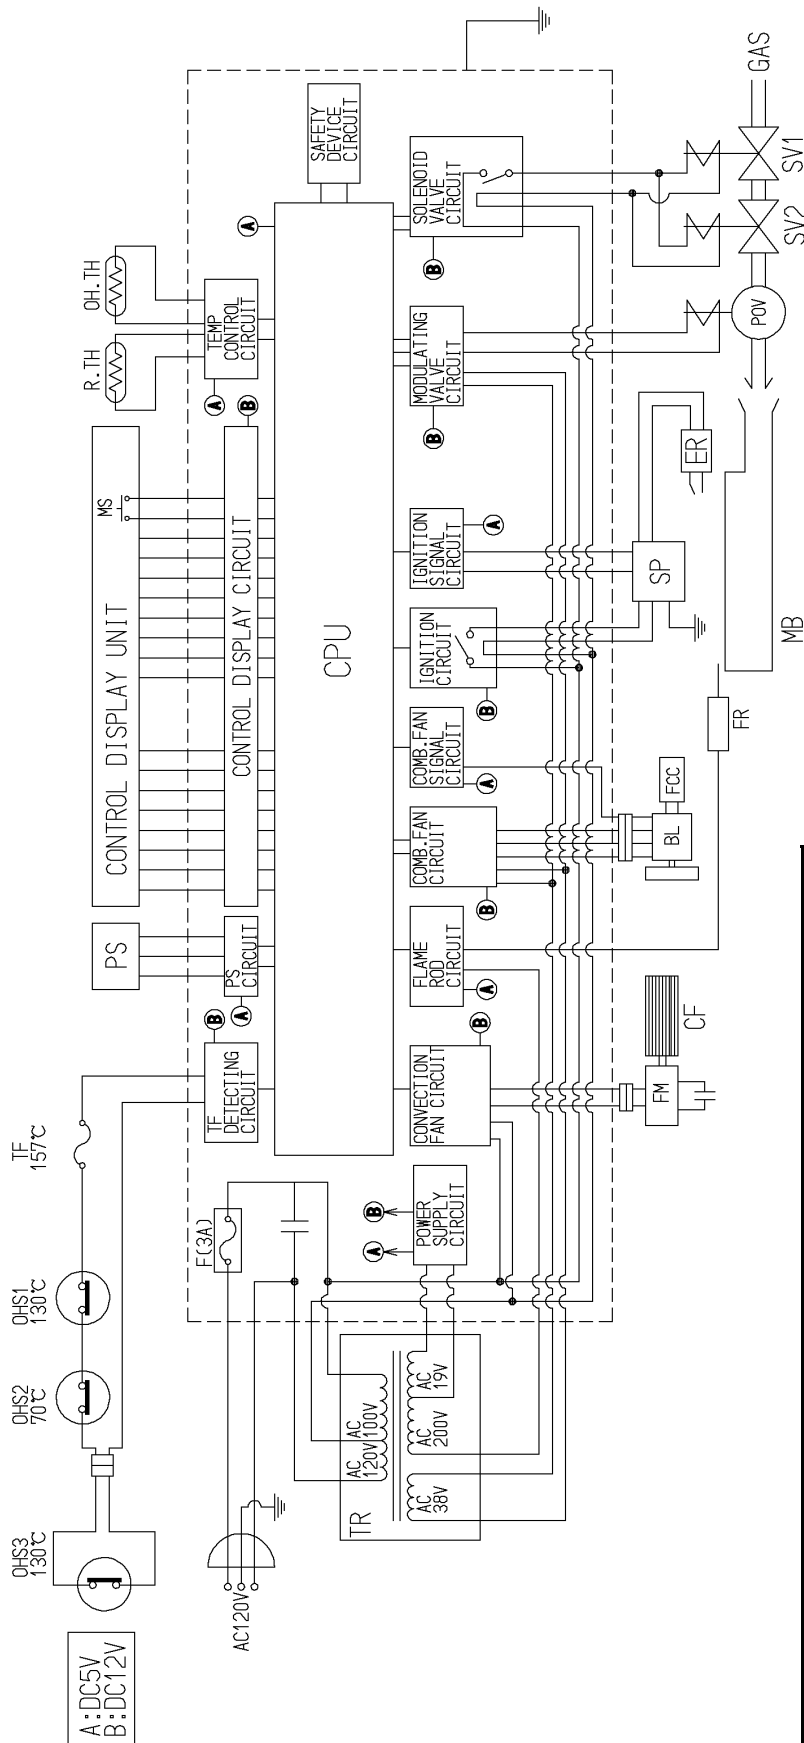 A:DC5V
B:DC12V
OHS3
130℃
OHS2
70℃
OHS1
130℃
TF
157℃
PS
CONTROL DISPLAY UNIT
MS
R.TH
OH.TH
B
TF
DETECTING
CIRCUIT
A
PS
CIRCUIT
CONTROL DISPLAY CIRCUIT
B
A
TEMP
CONTROL
CIRCUIT
A
SAFETY
DEVICE
CIRCUIT
AC120V
F(3A)
CPU
TR
AC
120V
AC
100V
AC
38V
AC
200V
AC
19V
A
B
POWER
SUPPLY
CIRCUIT
CONVECTION
FAN CIRCUIT
B
FLAME
ROD
CIRCUIT
A
COMB.FAN
CIRCUIT
B
COMB.FAN
SIGNAL
CIRCUIT
A
IGNITION
CIRCUIT
B
IGNITION
SIGNAL
CIRCUIT
A
MODULATING
VALVE
CIRCUIT
B
SOLENOID
VALVE
CIRCUIT
B
FM
CF
BL
FCC
FR
SP
ER
MB
POV
SV2
SV1
GAS